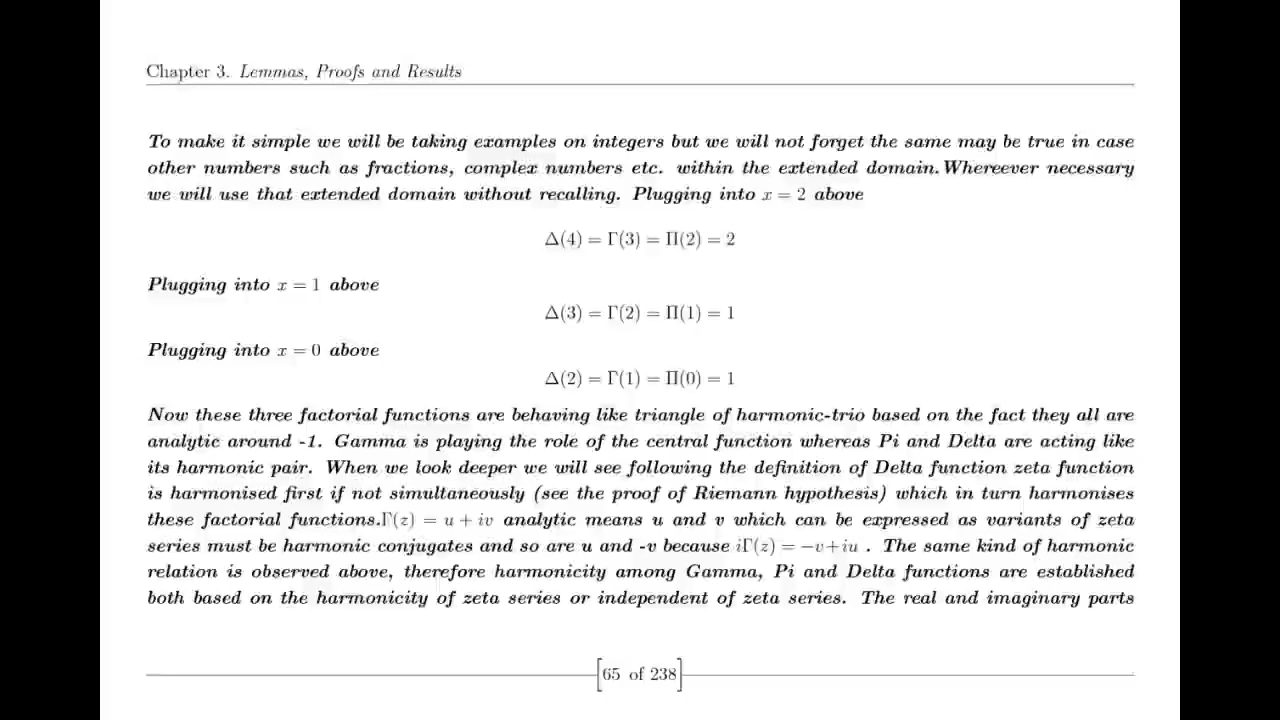 Chapter 3. Lemmas, Proofs and Results
To make it simple we will be taking examples on integers but we will not forget the same may be true in case
other numbers such as fractions, complex numbers etc. within the extended domain.Whereever necessary
we will use that extended domain without recalling. Plugging into x = 2 above
Δ(4) = Γ(3) = Π(2) = 2
Plugging into x = 1 above
Δ(3) = Γ(2) = Π(1) = 1
Plugging into x = 0 above
Δ(2) = Γ(1) = Π(0) = 1
Now these three factorial functions are behaving like triangle of harmonic-trio based on the fact they all are
analytic around -1. Gamma is playing the role of the central function whereas Pi and Delta are acting like
its harmonic pair. When we look deeper we will see following the definition of Delta function zeta function
is harmonised first if not simultaneously (see the proof of Riemann hypothesis) which in turn harmonises
these factorial functions.Γ(z) = u + iv analytic means u and v which can be expressed as variants of zeta
series must be harmonic conjugates and so are u and -v because iΓ(z) = −v+iu . The same kind of harmonic
relation is observed above, therefore harmonicity among Gamma, Pi and Delta functions are established
both based on the harmonicity of zeta series or independent of zeta series. The real and imaginary parts
65 of 238